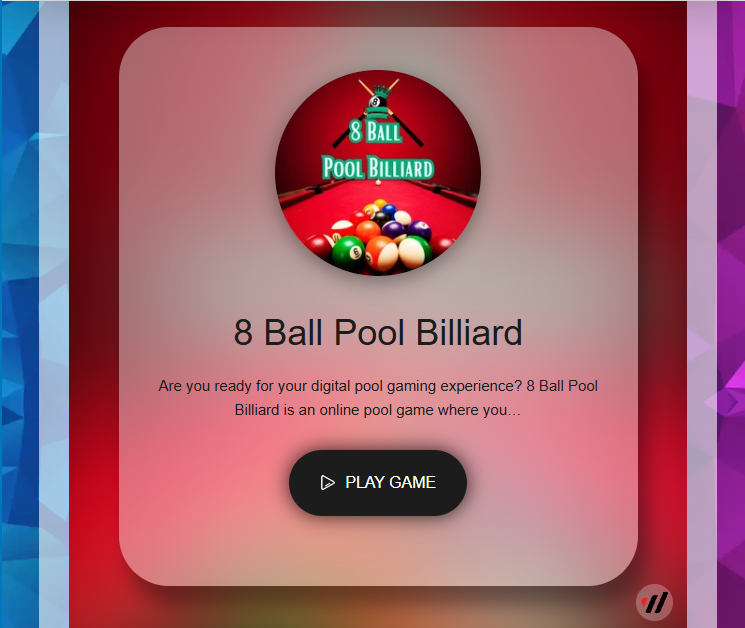 8 BALL
POOL BILLIARD
8 Ball Pool Billiard
Are you ready for your digital pool gaming experience? 8 Ball Pool
Billiard is an online pool game where you…
PLAY GAME